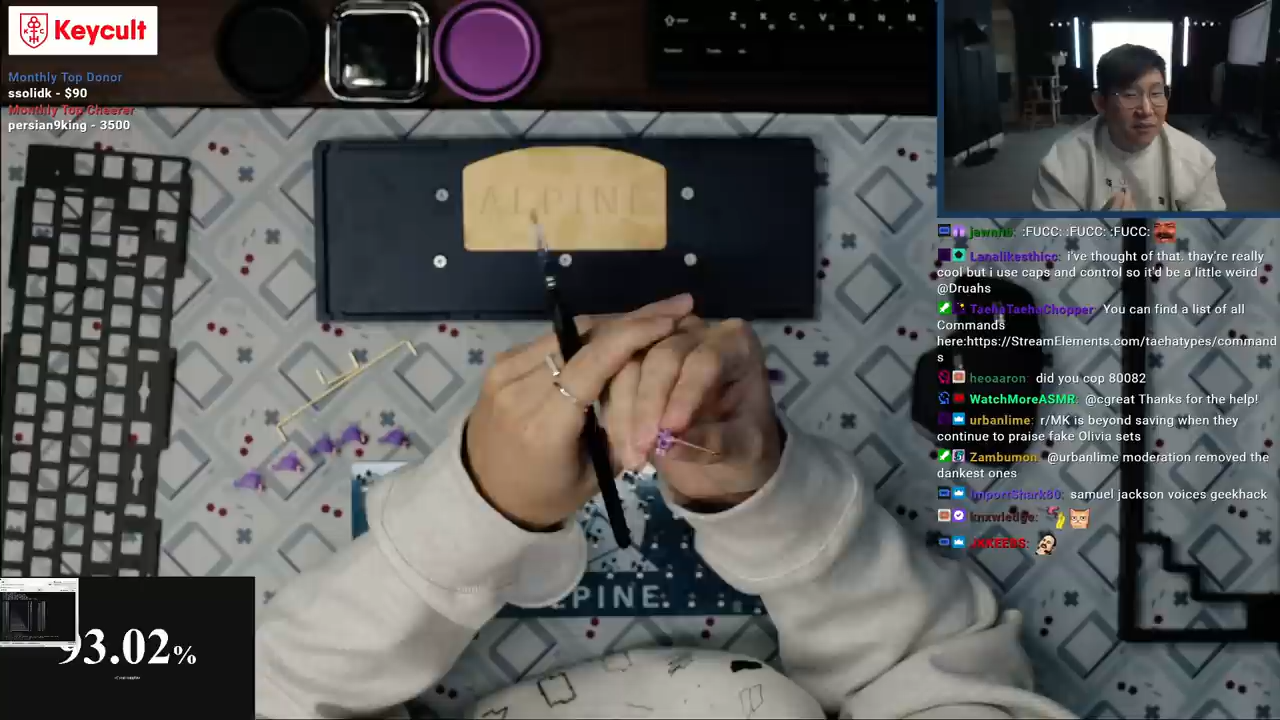 Keycult
Monthly Top Donor
ssolidk - $90
Monthly Top Cheerer
persian9king - 3500
Z X C V B N M
ALPINE
ALPINE
93.02%
:FUCC: :FUCC: :FUCC:
Lanalikesthicc: i've thought of that. thay're really
cool but i use caps and control so it'd be a little weird
@Druahs
TaehaTaehaChopper: You can find a list of all
Commands
here:https://StreamElements.com/taehatypes/command
s
heoaaron: did you cop 80082
WatchMoreASMR: @cgreat Thanks for the help!
urbanlime: r/MK is beyond saving when they
continue to praise fake Olivia sets
Zambumon: @urbanlime moderation removed the
dankest ones
ImportShark80: samuel jackson voices geekhack
knxwledge:
JAKEEBS: